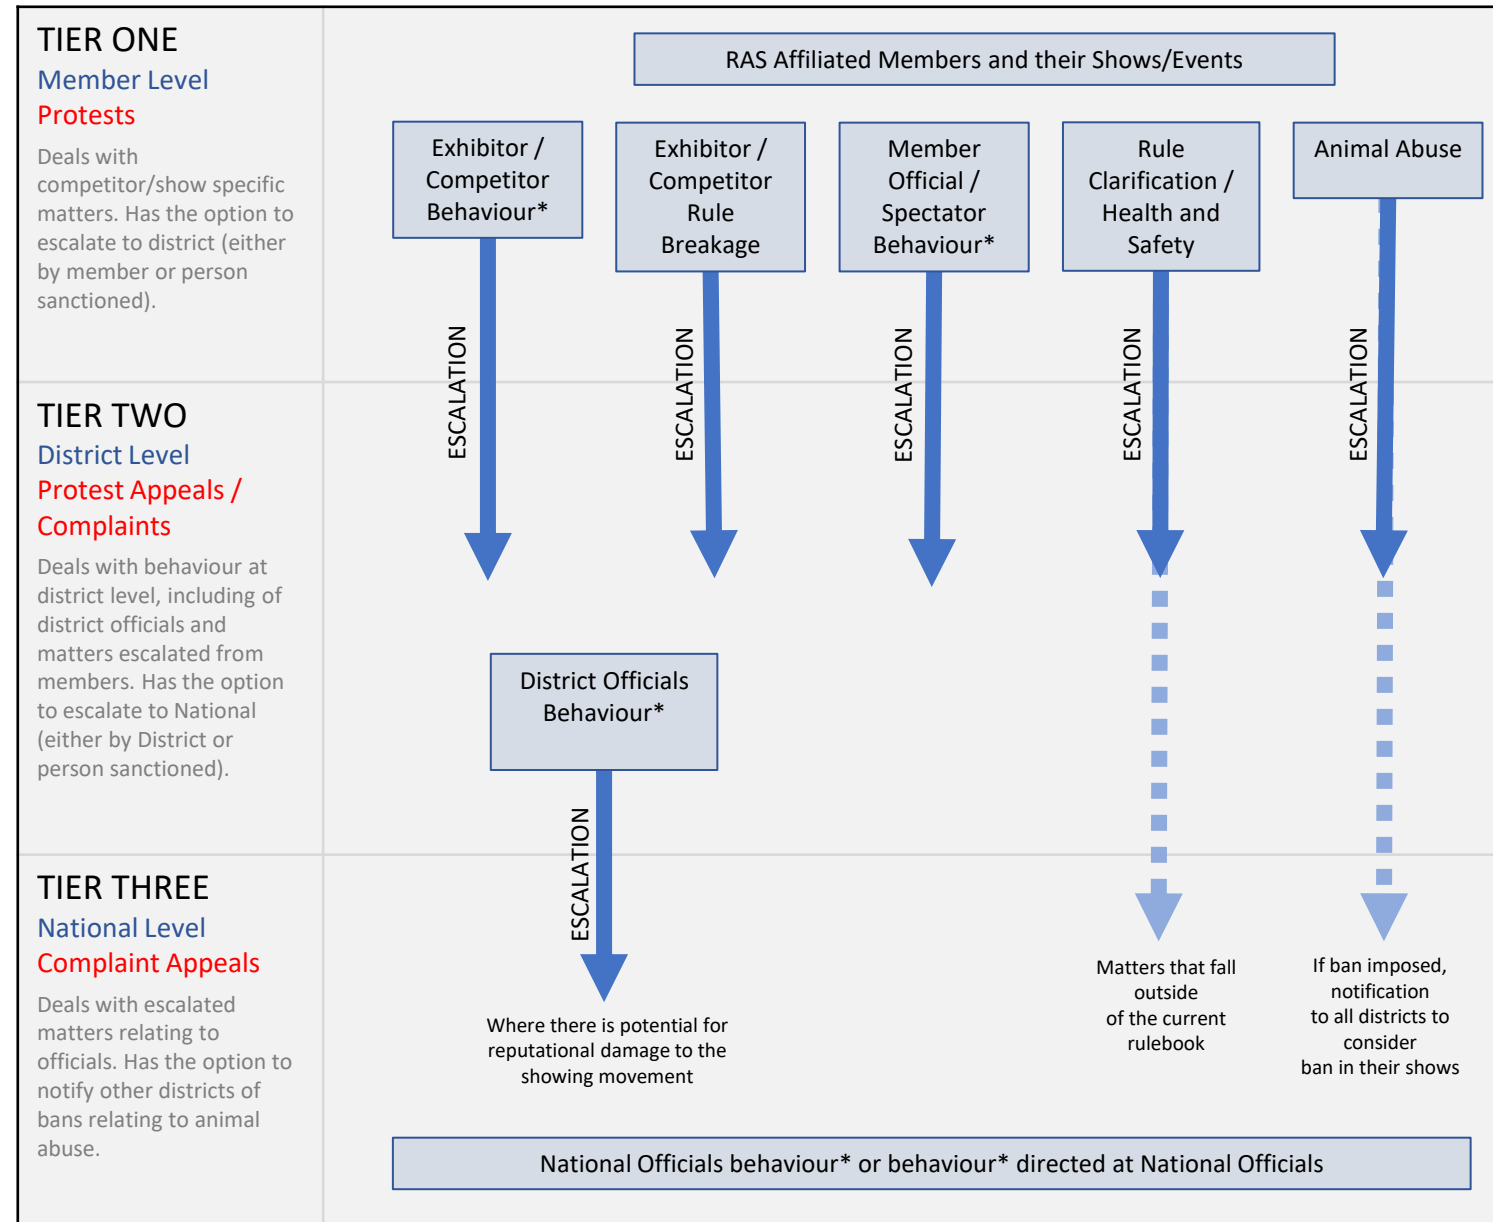 TIER ONE
Member Level
Protests
Deals with
competitor/show specific
matters. Has the option to
escalate to district (either
by member or person
sanctioned).
RAS Affiliated Members and their Shows/Events
Exhibitor /
Competitor
Behaviour*
Exhibitor /
Competitor
Rule
Breakage
Member
Official /
Spectator
Behaviour*
Rule
Clarification /
Health and
Safety
Animal Abuse
ESCALATION
ESCALATION
ESCALATION
ESCALATION
ESCALATION
TIER TWO
District Level
Protest Appeals /
Complaints
Deals with behaviour at
district level, including of
district officials and
matters escalated from
members. Has the option
to escalate to National
(either by District or
person sanctioned).
District Officials
Behaviour*
ESCALATION
TIER THREE
National Level
Complaint Appeals
Deals with escalated
matters relating to
officials. Has the option to
notify other districts of
bans relating to animal
abuse.
Where there is potential for
reputational damage to the
showing movement
Matters that fall
outside
of the current
rulebook
If ban imposed,
notification
to all districts to
consider
ban in their shows
National Officials behaviour* or behaviour* directed at National Officials